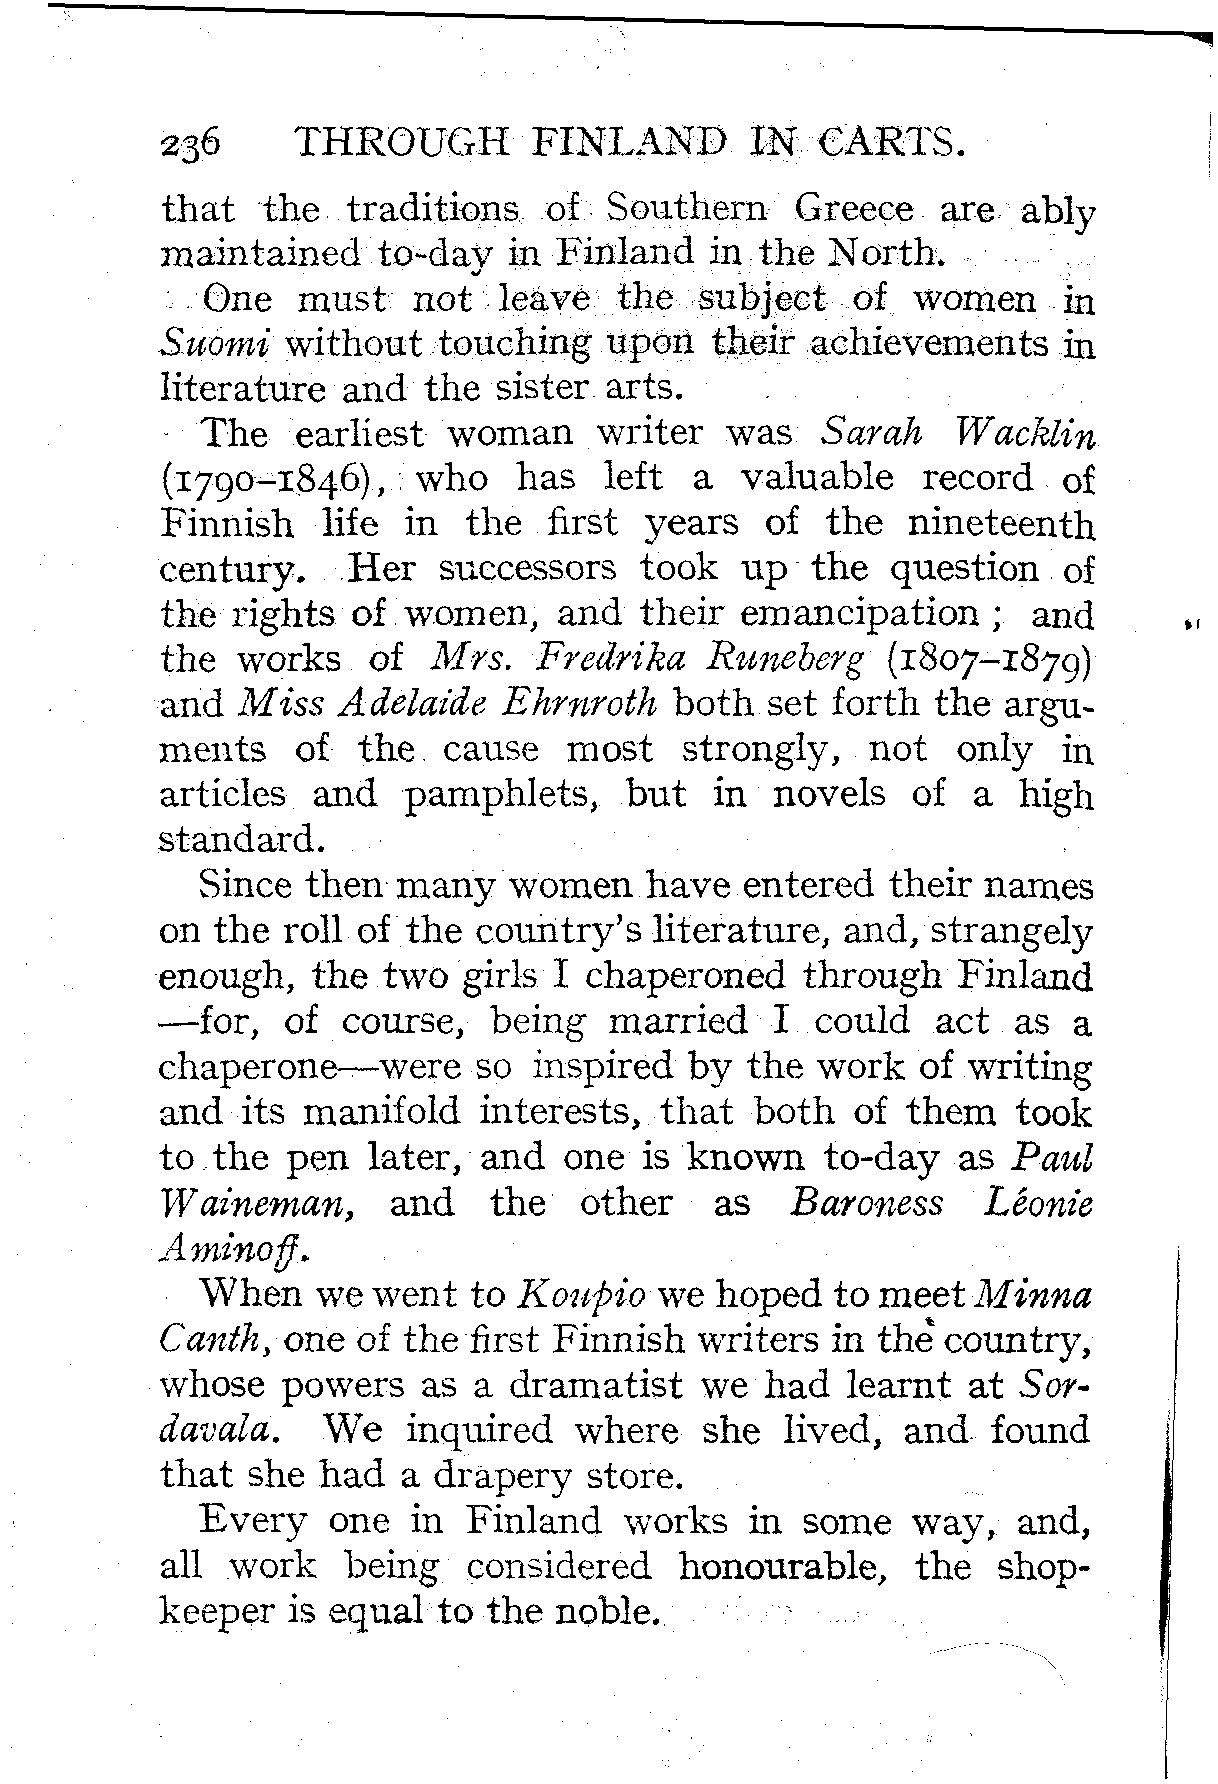 236 THROUGH FINLAND IN CARTS.
that the traditions of Southern Greece are ably
maintained to-day in Finland in the North.
One must not leave the subject of women in
Suomi without touching upon their achievements in
literature and the sister arts.
The earliest woman writer was Sarah Wacklin
(1790–1846), who has left a valuable record of
Finnish life in the first years of the nineteenth
century. Her successors took up the question of
the rights of women, and their emancipation ; and
the works of Mrs. Fredrika Runeberg (1807–1879)
and Miss Adelaide Ehrnroth both set forth the argu-
ments of the cause most strongly, not only in
articles and pamphlets, but in novels of a high
standard.
Since then many women have entered their names
on the roll of the country's literature, and, strangely
enough, the two girls I chaperoned through Finland
—for, of course, being married I could act as a
chaperone—were so inspired by the work of writing
and its manifold interests, that both of them took
to the pen later, and one is known to-day as Paul
Waineman, and the other as Baroness Léonie
Aminoff.
When we went to Koupio we hoped to meet Minna
Canth, one of the first Finnish writers in the country,
whose powers as a dramatist we had learnt at Sor-
davala. We inquired where she lived, and found
that she had a drapery store.
Every one in Finland works in some way, and,
all work being considered honourable, the shop-
keeper is equal to the noble.